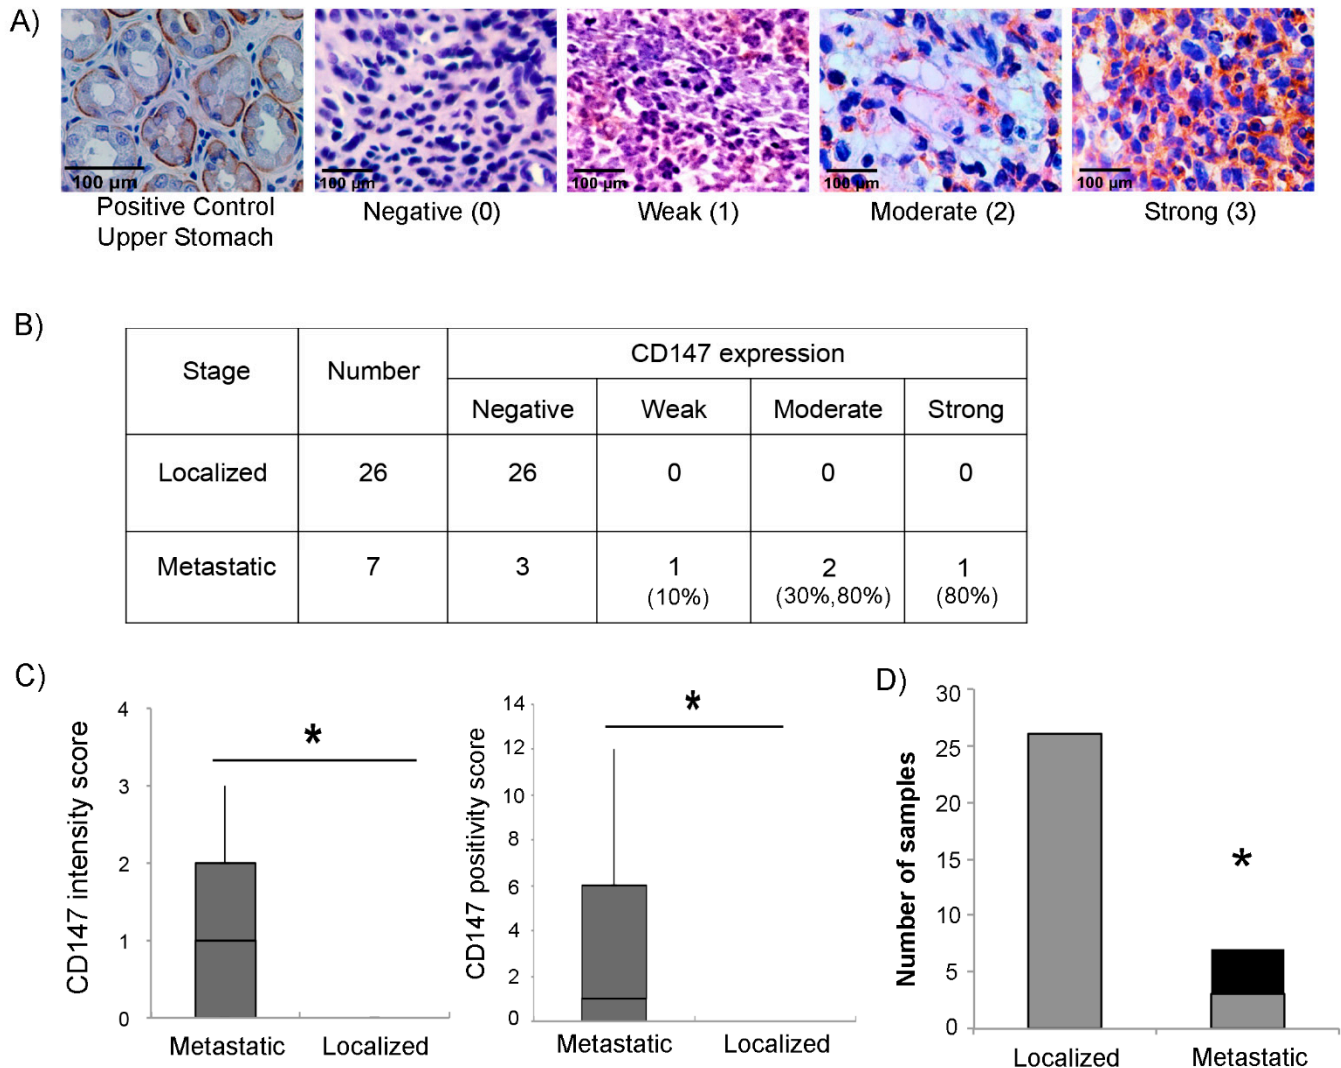 A)
100 µm
100 µm
100 µm
100 µm
100 µm
Positive Control
Upper Stomach
Negative (0)
Weak (1)
Moderate (2)
Strong (3)
B)
Stage
Number
CD147 expression
Negative
Weak
Moderate
Strong
Localized
26
26
0
0
0
Metastatic
7
3
1
(10%)
2
(30%,80%)
1
(80%)
C)
CD147 intensity score
4
3
2
1
0
*
Metastatic
Localized
CD147 positivity score
14
12
10
8
6
4
2
0
*
Metastatic
Localized
D)
Number of samples
30
25
20
15
10
5
0
*
Localized
Metastatic